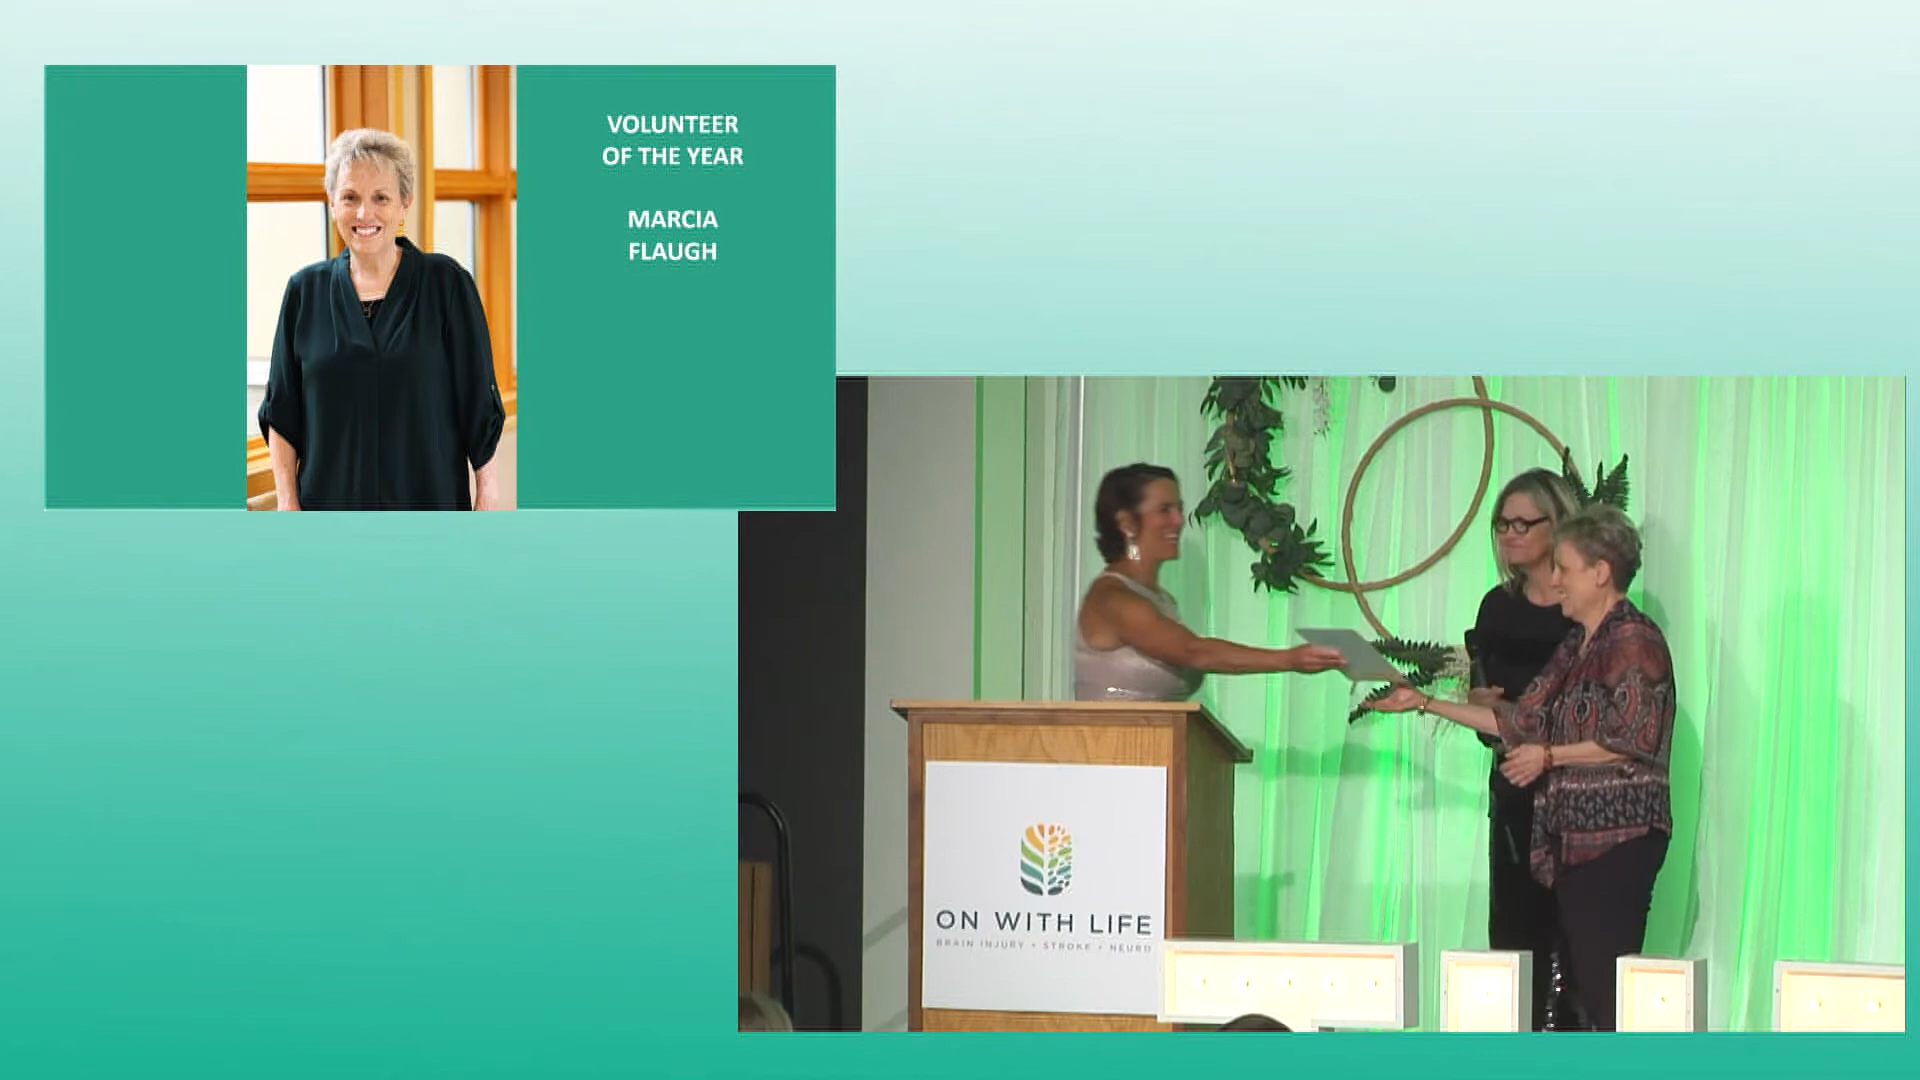 VOLUNTEER
OF THE YEAR
MARCIA
FLAUGH
ON WITH LIFE
BRAIN INJURY • STROKE • NEURO